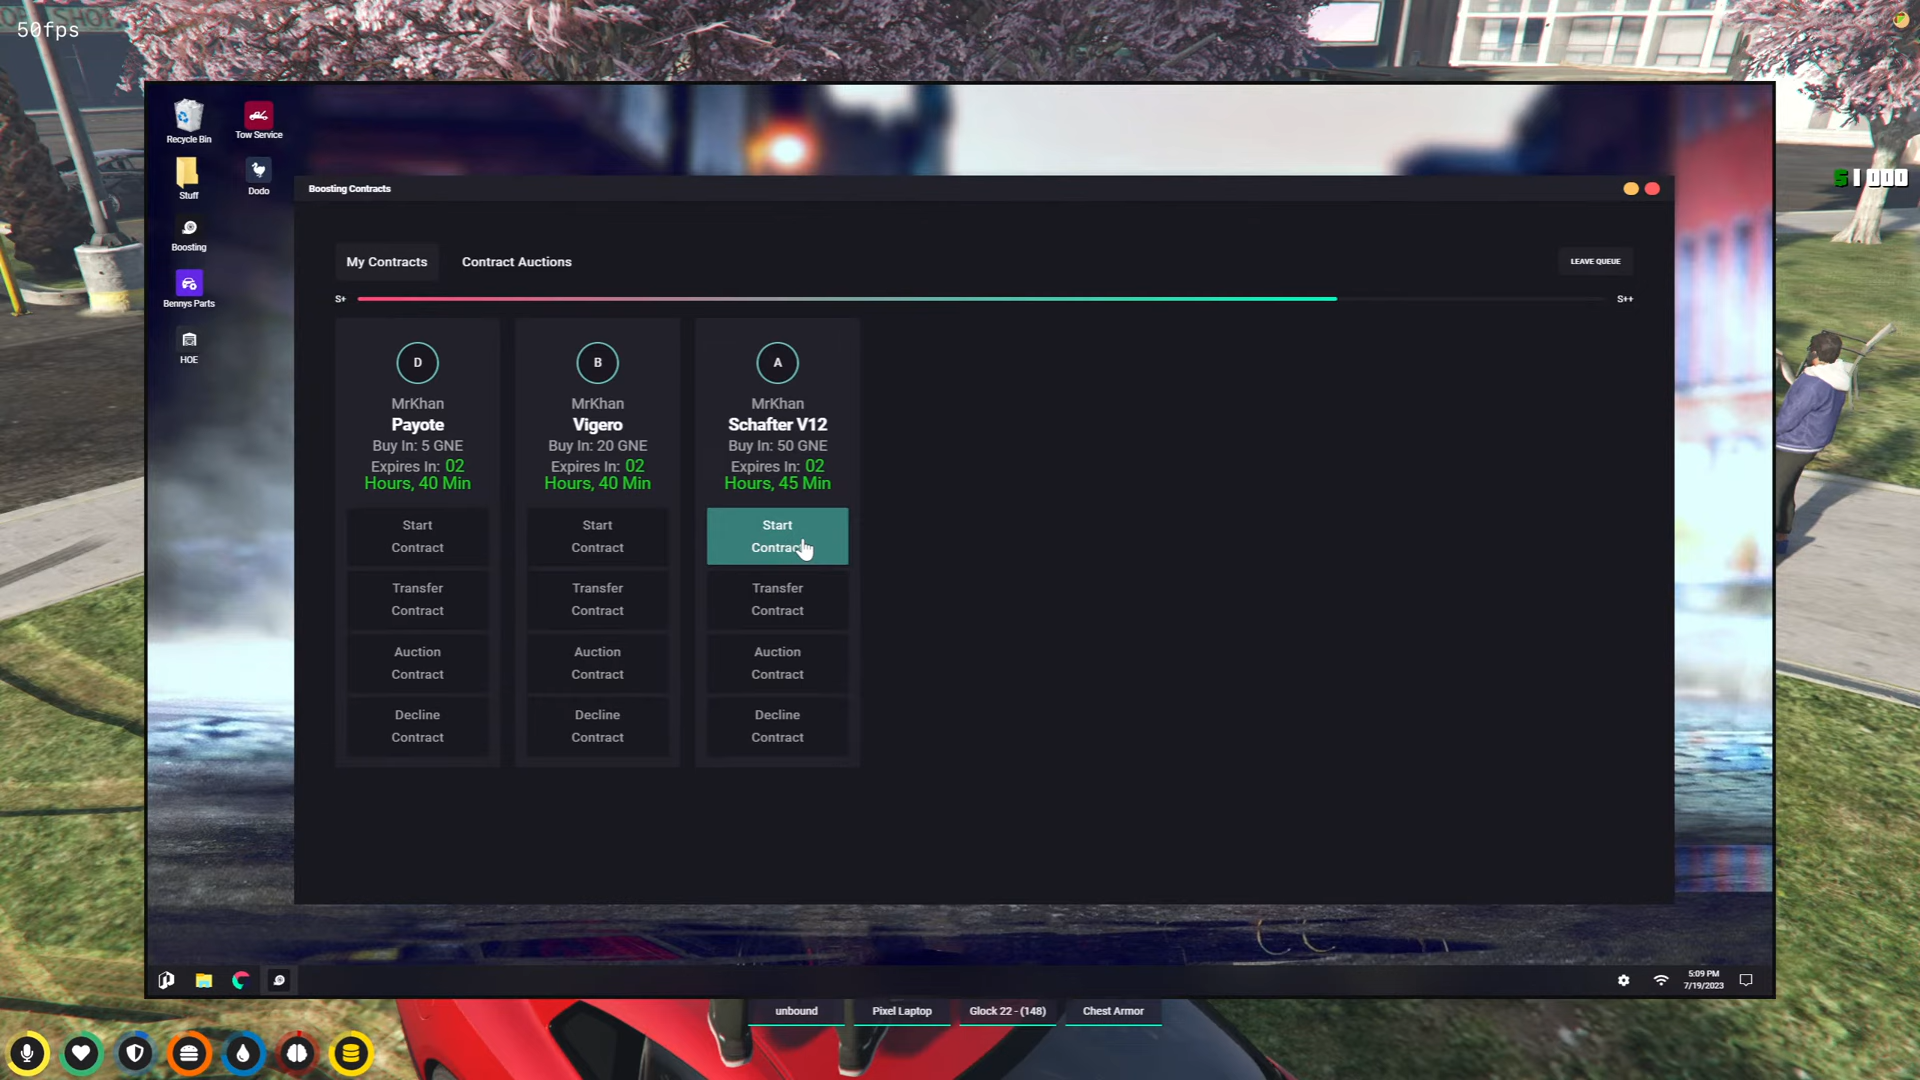 50fps
$1000
Recycle Bin
Tow Service
Stuff
Dodo
Boosting
Bennys Parts
HOE
Boosting Contracts
My Contracts
Contract Auctions
LEAVE QUEUE
S+
S++
D
MrKhan
Payote
Buy In: 5 GNE
Expires In: 02
Hours, 40 Min
Start
Contract
Transfer
Contract
Auction
Contract
Decline
Contract
B
MrKhan
Vigero
Buy In: 20 GNE
Expires In: 02
Hours, 40 Min
Start
Contract
Transfer
Contract
Auction
Contract
Decline
Contract
A
MrKhan
Schafter V12
Buy In: 50 GNE
Expires In: 02
Hours, 45 Min
Start
Contract
Transfer
Contract
Auction
Contract
Decline
Contract
5:09 PM
7/19/2023
unbound
Pixel Laptop
Glock 22 - (148)
Chest Armor